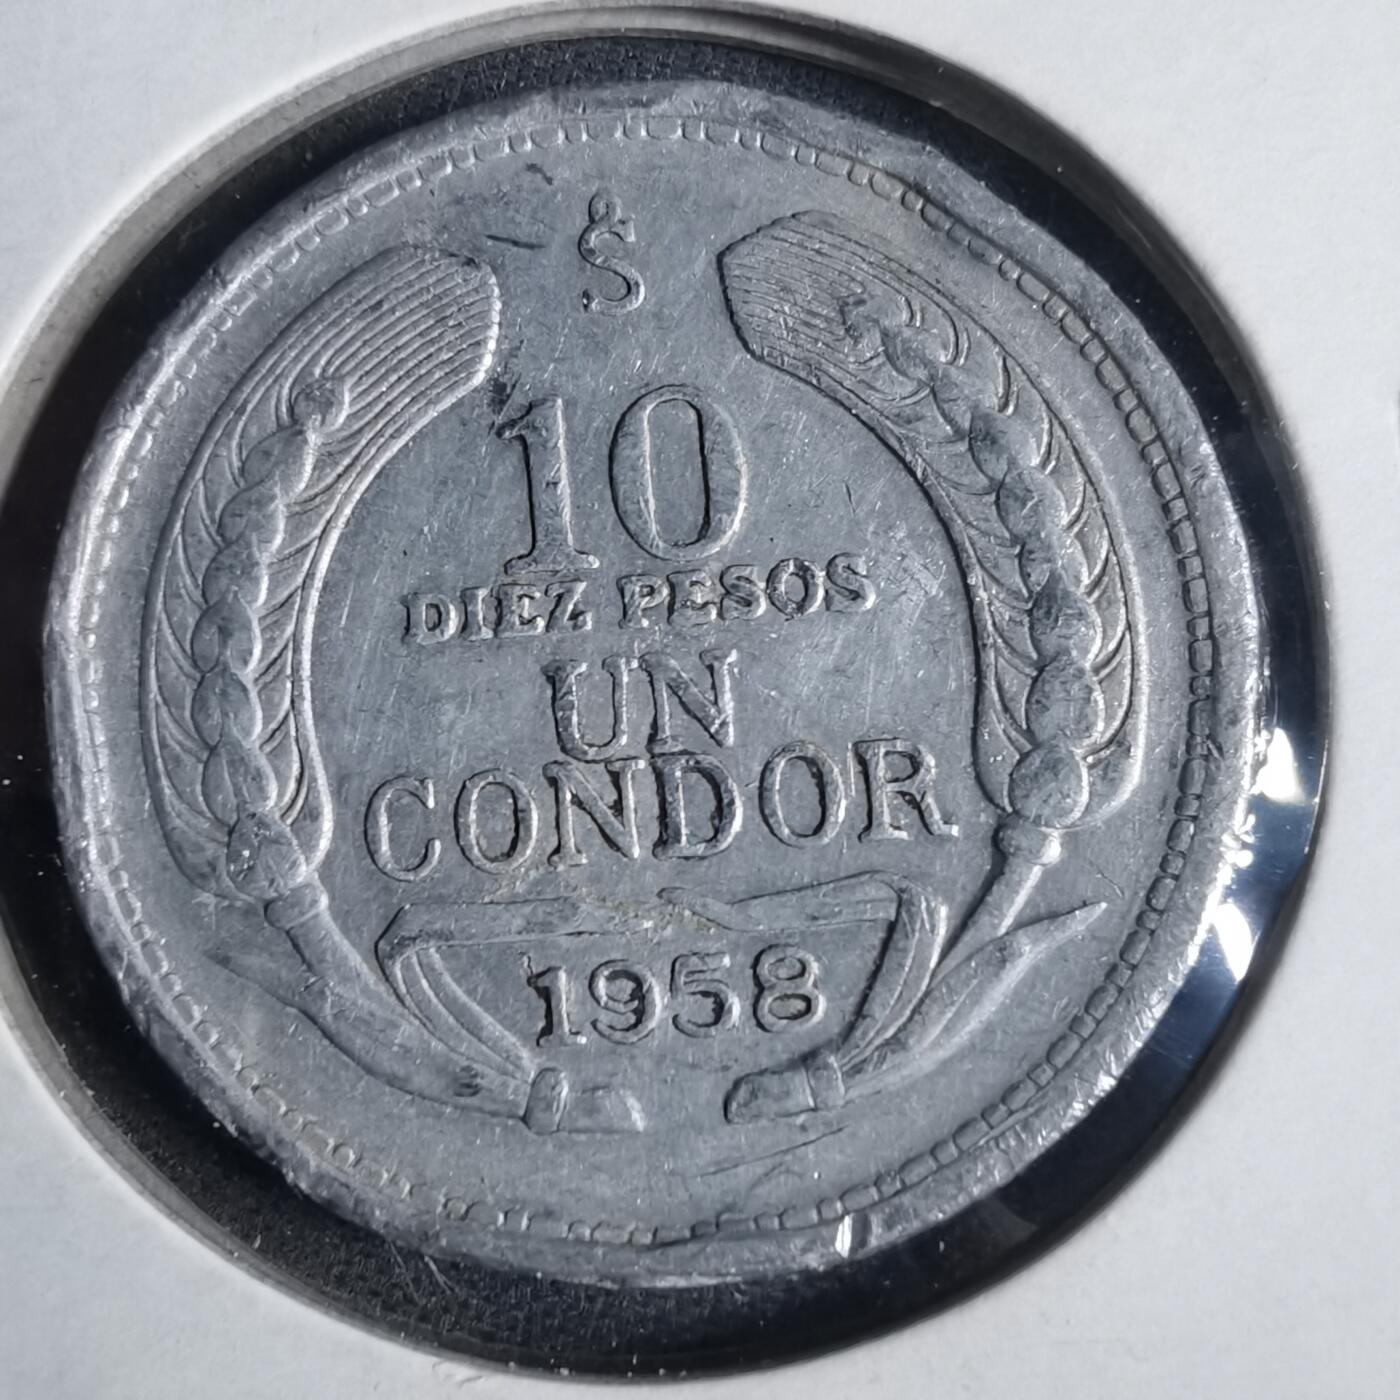 $
10
DIEZ PESOS
UN
CONDOR
1958